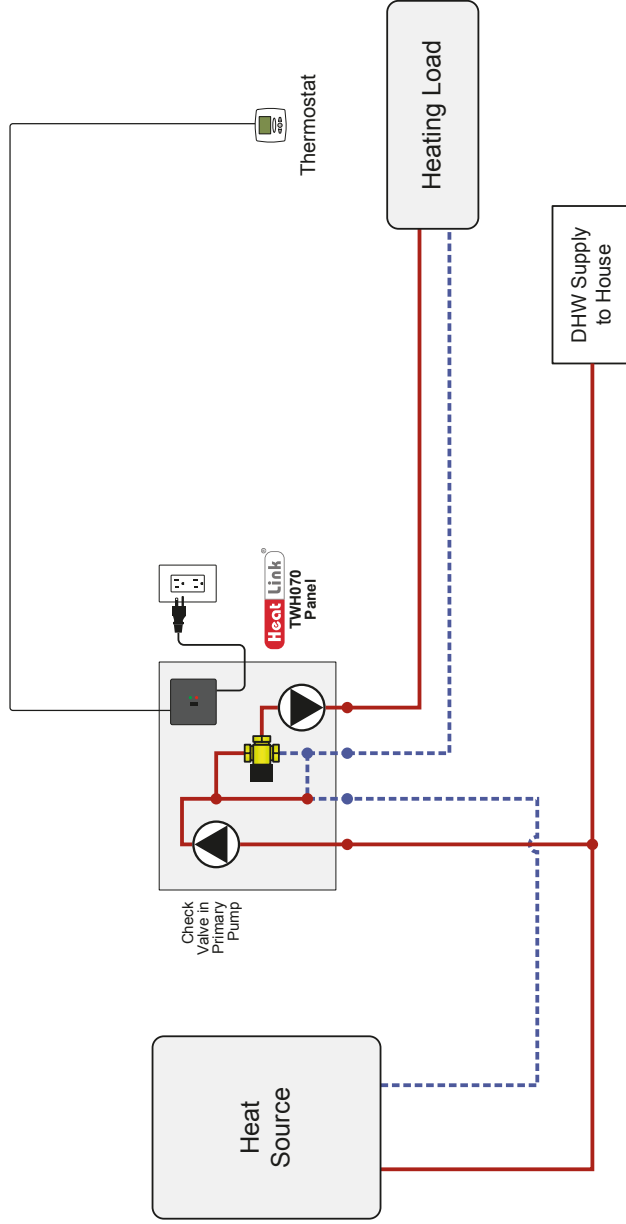 Heat
Source
Check
Valve in
Primary
Pump
Heat Link®
TWH070
Panel
Thermostat
Heating Load
DHW Supply
to House